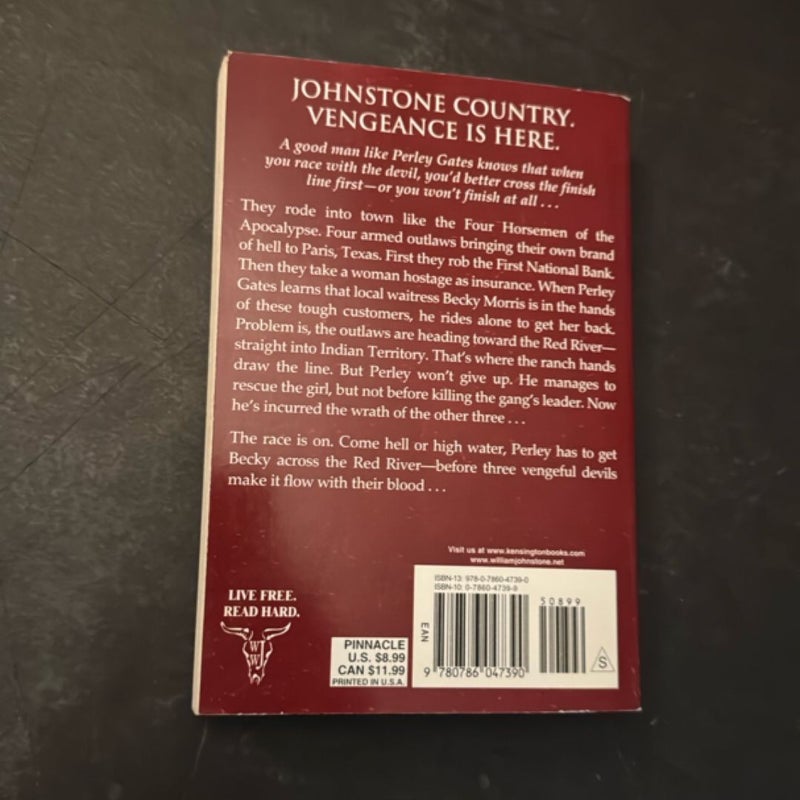 JOHNSTONE COUNTRY.
VENGEANCE IS HERE.
A good man like Perley Gates knows that when
you race with the devil, you'd better cross the finish
line first—or you won't finish at all . . .
They rode into town like the Four Horsemen of the
Apocalypse. Four armed outlaws bringing their own brand
of hell to Paris, Texas. First they rob the First National Bank.
Then they take a woman hostage as insurance. When Perley
Gates learns that local waitress Becky Morris is in the hands
of these tough customers, he rides alone to get her back.
Problem is, the outlaws are heading toward the Red River—
straight into Indian Territory. That's where the ranch hands
draw the line. But Perley won't give up. He manages to
rescue the girl, but not before killing the gang's leader. Now
he's incurred the wrath of the other three . . .
The race is on. Come hell or high water, Perley has to get
Becky across the Red River—before three vengeful devils
make it flow with their blood . . .
Visit us at www.kensingtonbooks.com
www.williamjohnstone.net
LIVE FREE.
READ HARD.
WJ
W
PINNACLE
U.S. $8.99
CAN $11.99
PRINTED IN U.S.A.
ISBN-13: 978-0-7860-4739-0
ISBN-10: 0-7860-4739-9
50899
EAN
9 780786 047390
S